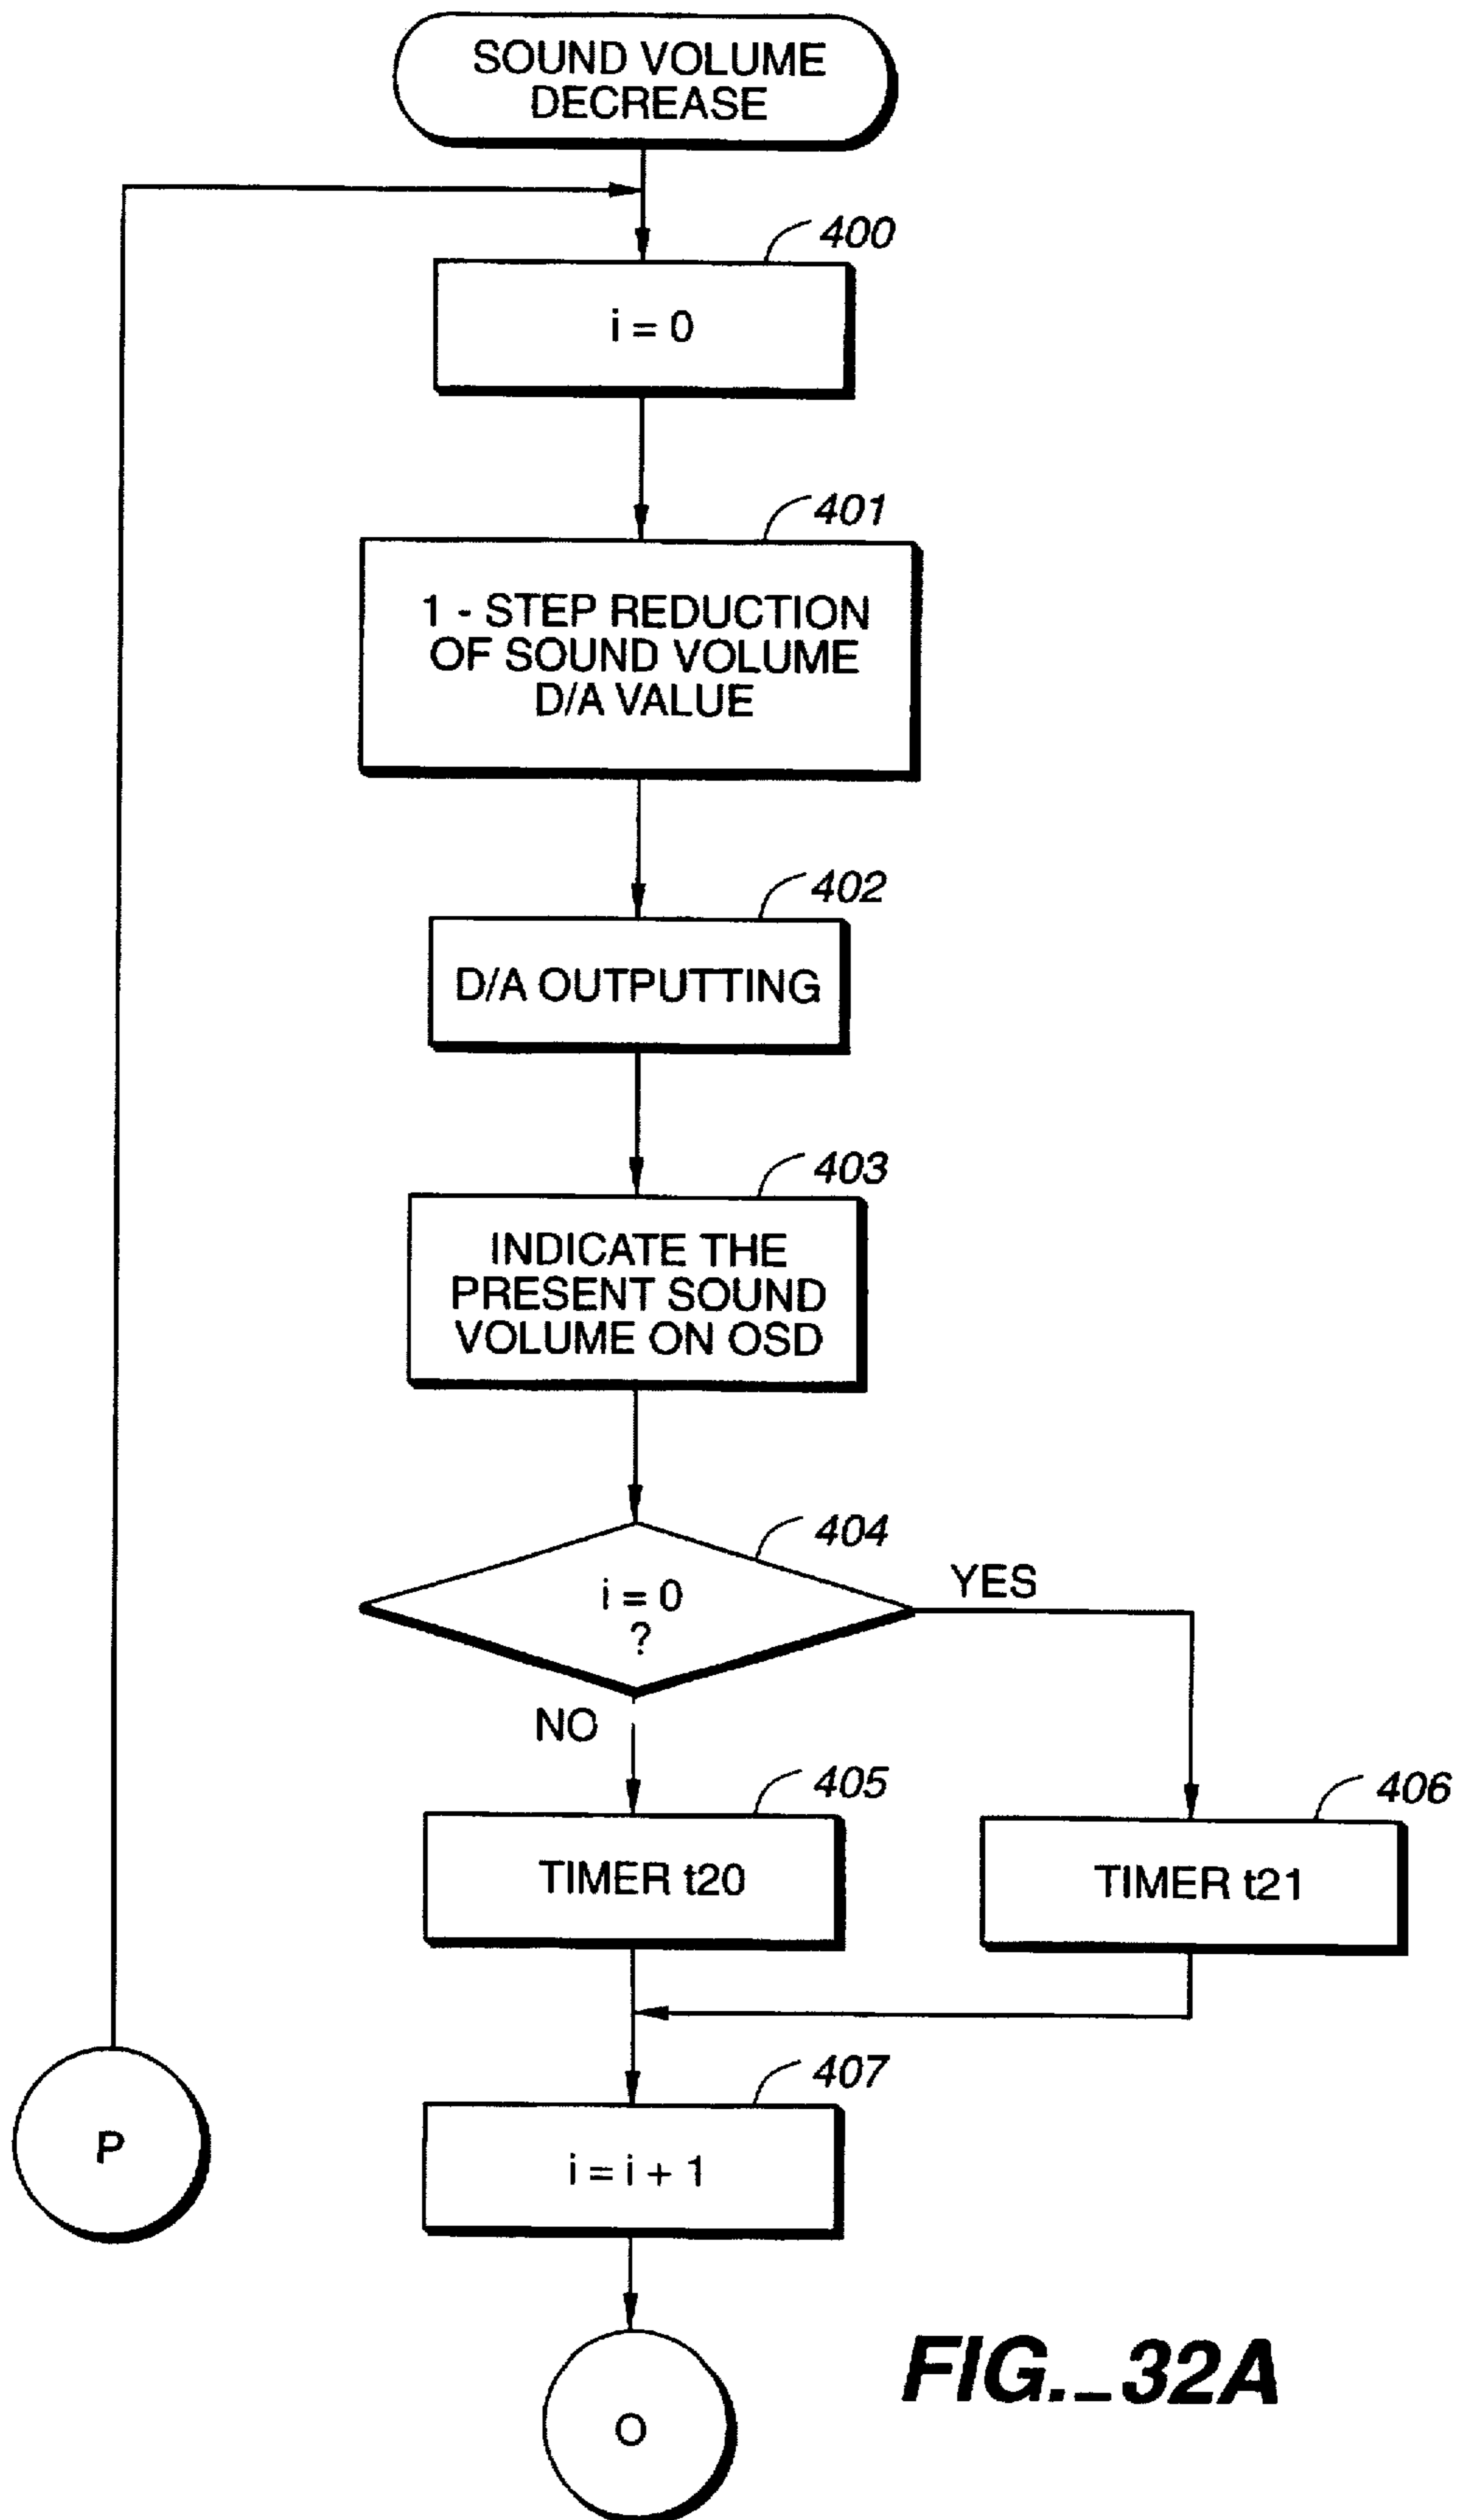 SOUND VOLUME
DECREASE
400
i = 0
401
1 - STEP REDUCTION
OF SOUND VOLUME
D/A VALUE
402
D/A OUTPUTTING
403
INDICATE THE
PRESENT SOUND
VOLUME ON OSD
404
i = 0
?
YES
NO
405
TIMER t20
406
TIMER t21
407
i = i + 1
P
O
FIG._32A